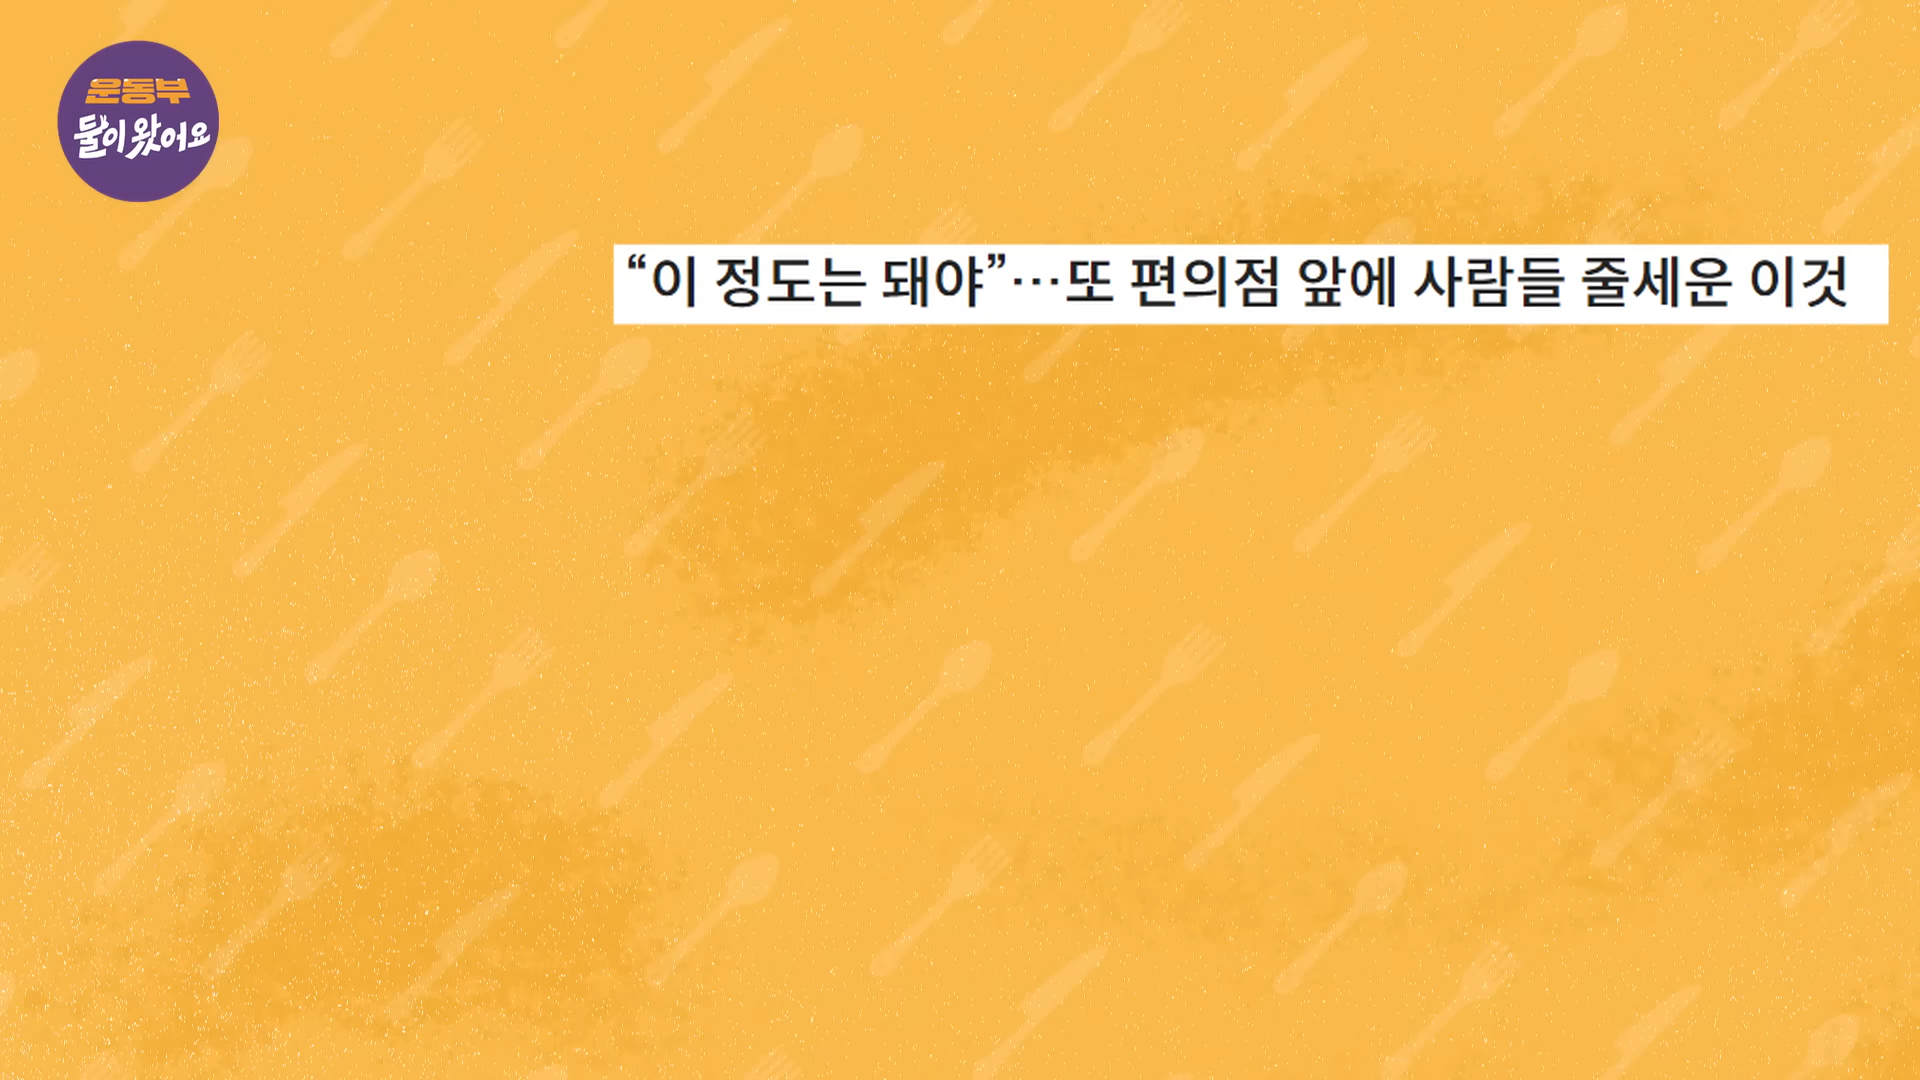 운동부
둘이 왔어요
“이 정도는 돼야”…또 편의점 앞에 사람들 줄세운 이것